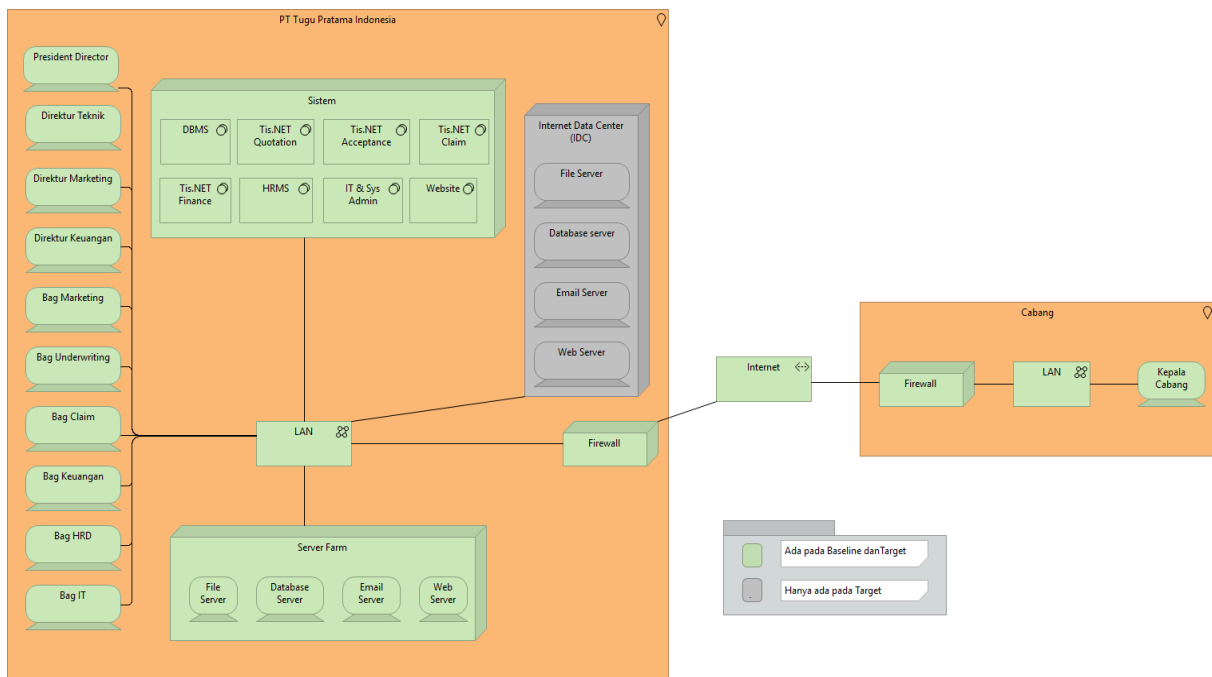 PT Tugu Pratama Indonesia
President Director
Direktur Teknik
Direktur Marketing
Direktur Keuangan
Bag Marketing
Bag Underwriting
Bag Claim
Bag Keuangan
Bag HRD
Bag IT
Sistem
DBMS
Tis.NET
Quotation
Tis.NET
Acceptance
Tis.NET
Claim
Tis.NET
Finance
HRMS
IT & Sys
Admin
Website
Internet Data Center
(IDC)
File Server
Database server
Email Server
Web Server
LAN
Firewall
Server Farm
File
Server
Database
Server
Email
Server
Web
Server
Internet
Cabang
Firewall
LAN
Kepala
Cabang
Ada pada Baseline danTarget
.
Hanya ada pada Target